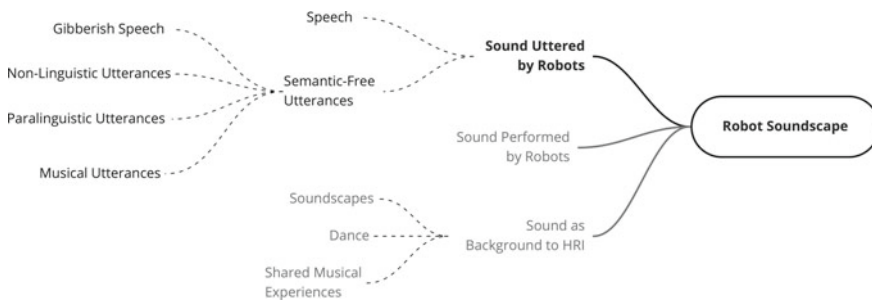 Speech
Gibberish Speech
Sound Uttered
by Robots
Non-Linguistic Utterances
Semantic-Free
Utterances
Paralinguistic Utterances
Robot Soundscape
Sound Performed
by Robots
Musical Utterances
Soundscapes
Dance
Sound as
Background to HRI
Shared Musical
Experiences